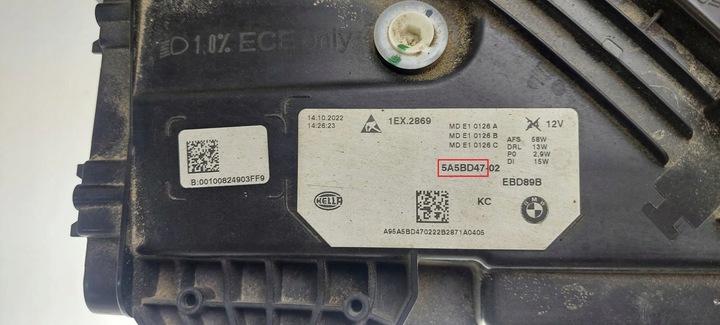 1.0% ECE only
14.10.2022
14:26:23
1EX.2869
MD E1 0126 A
MD E1 0126 B
MD E1 0126 C
24 12V
AFS 58W
DRL 13W
PO 2,9W
DI 15W
5A5BD47-02
EBD89B
B:00100824903FF9
HELLA
KC
BMW
A95A5BD470222B2871A0405